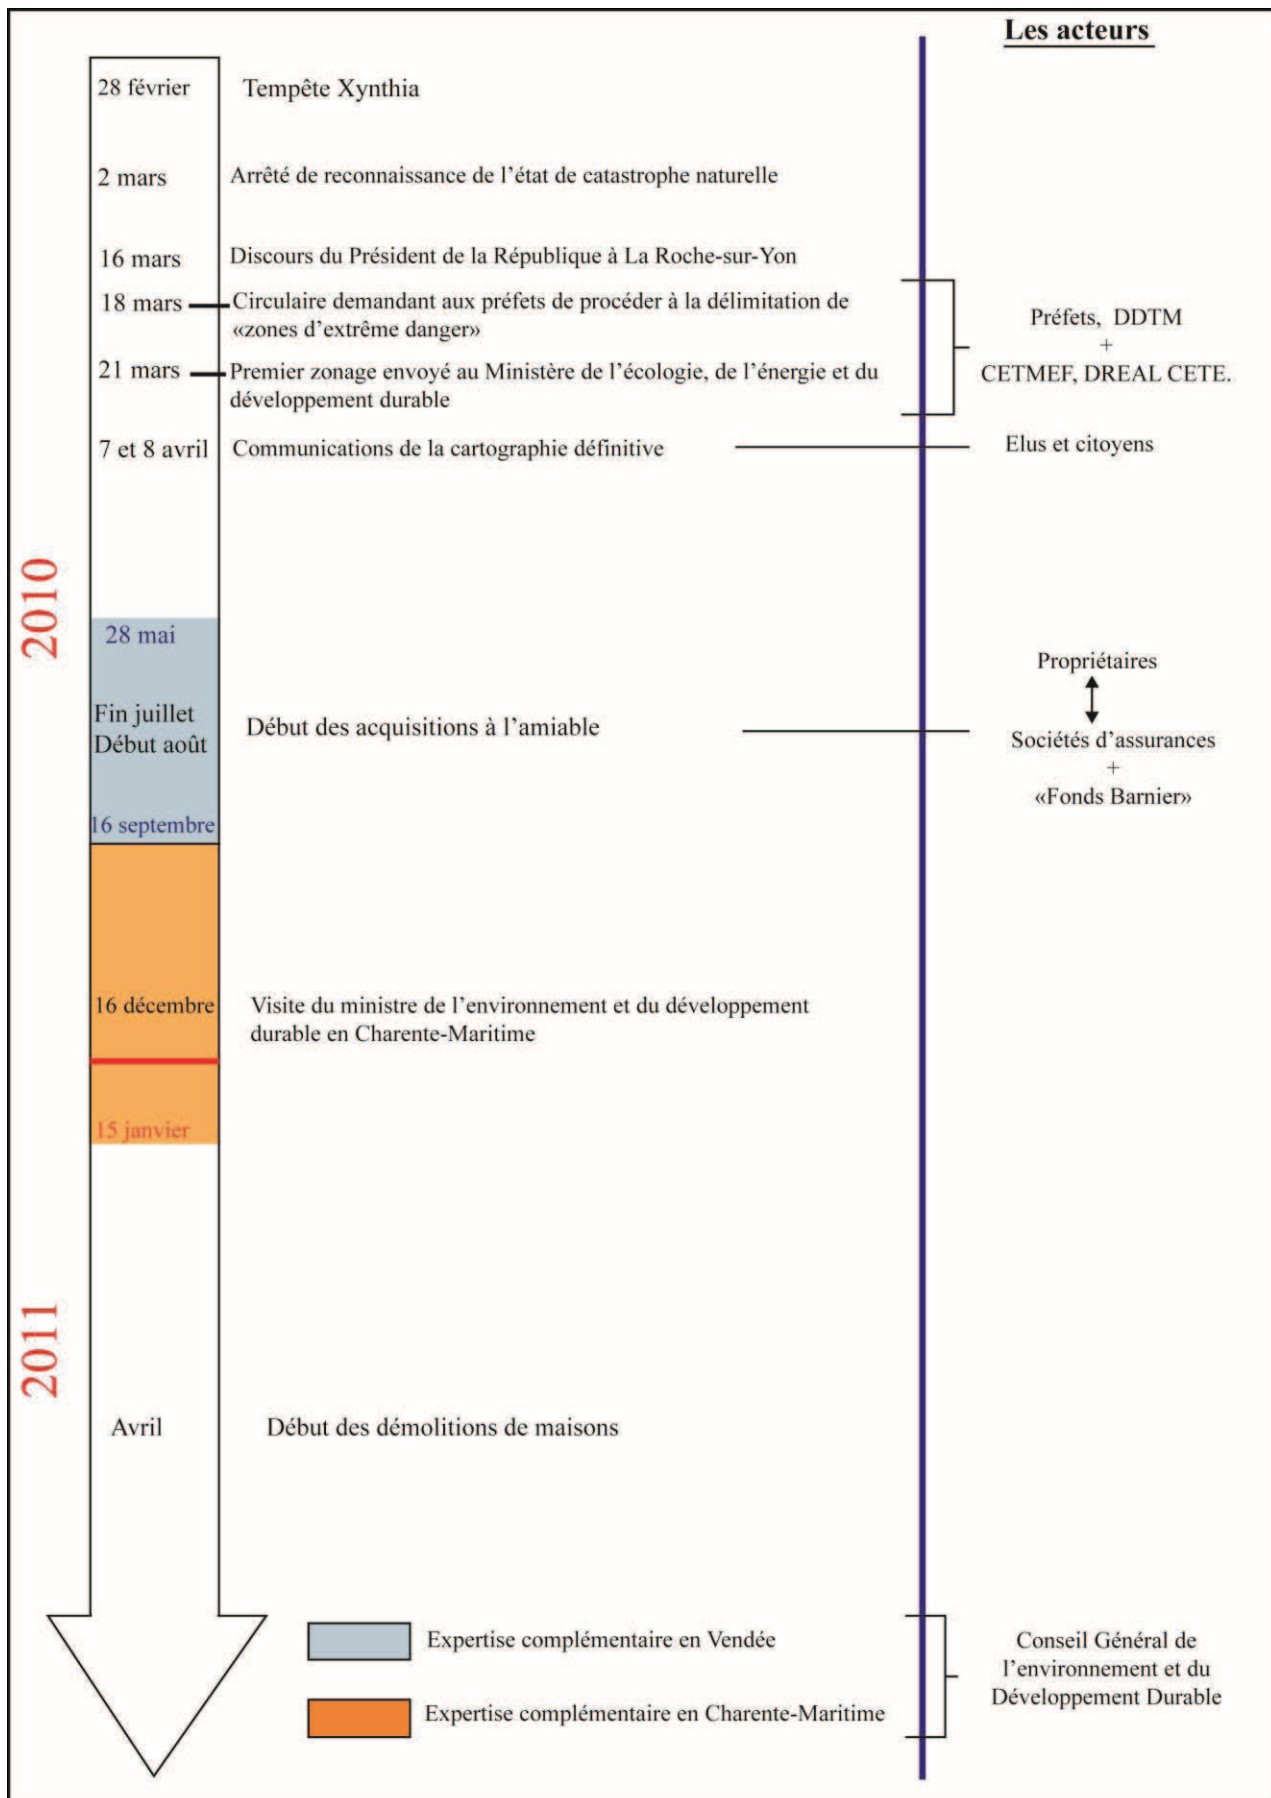 Les acteurs
28 février
Tempête Xynthia
2 mars
Arrêté de reconnaissance de l’état de catastrophe naturelle
16 mars
Discours du Président de la République à La Roche-sur-Yon
18 mars
Circulaire demandant aux préfets de procéder à la délimitation de
«zones d’extrême danger»
21 mars
Premier zonage envoyé au Ministère de l’écologie, de l’énergie et du
développement durable
Préfets, DDTM
+
CETMEF, DREAL CETE.
7 et 8 avril
Communications de la cartographie définitive
Elus et citoyens
2010
28 mai
Fin juillet
Début août
Début des acquisitions à l’amiable
Propriétaires
Sociétés d’assurances
+
«Fonds Barnier»
16 septembre
16 décembre
Visite du ministre de l’environnement et du développement
durable en Charente-Maritime
15 janvier
2011
Avril
Début des démolitions de maisons
Expertise complémentaire en Vendée
Expertise complémentaire en Charente-Maritime
Conseil Général de
l’environnement et du
Développement Durable